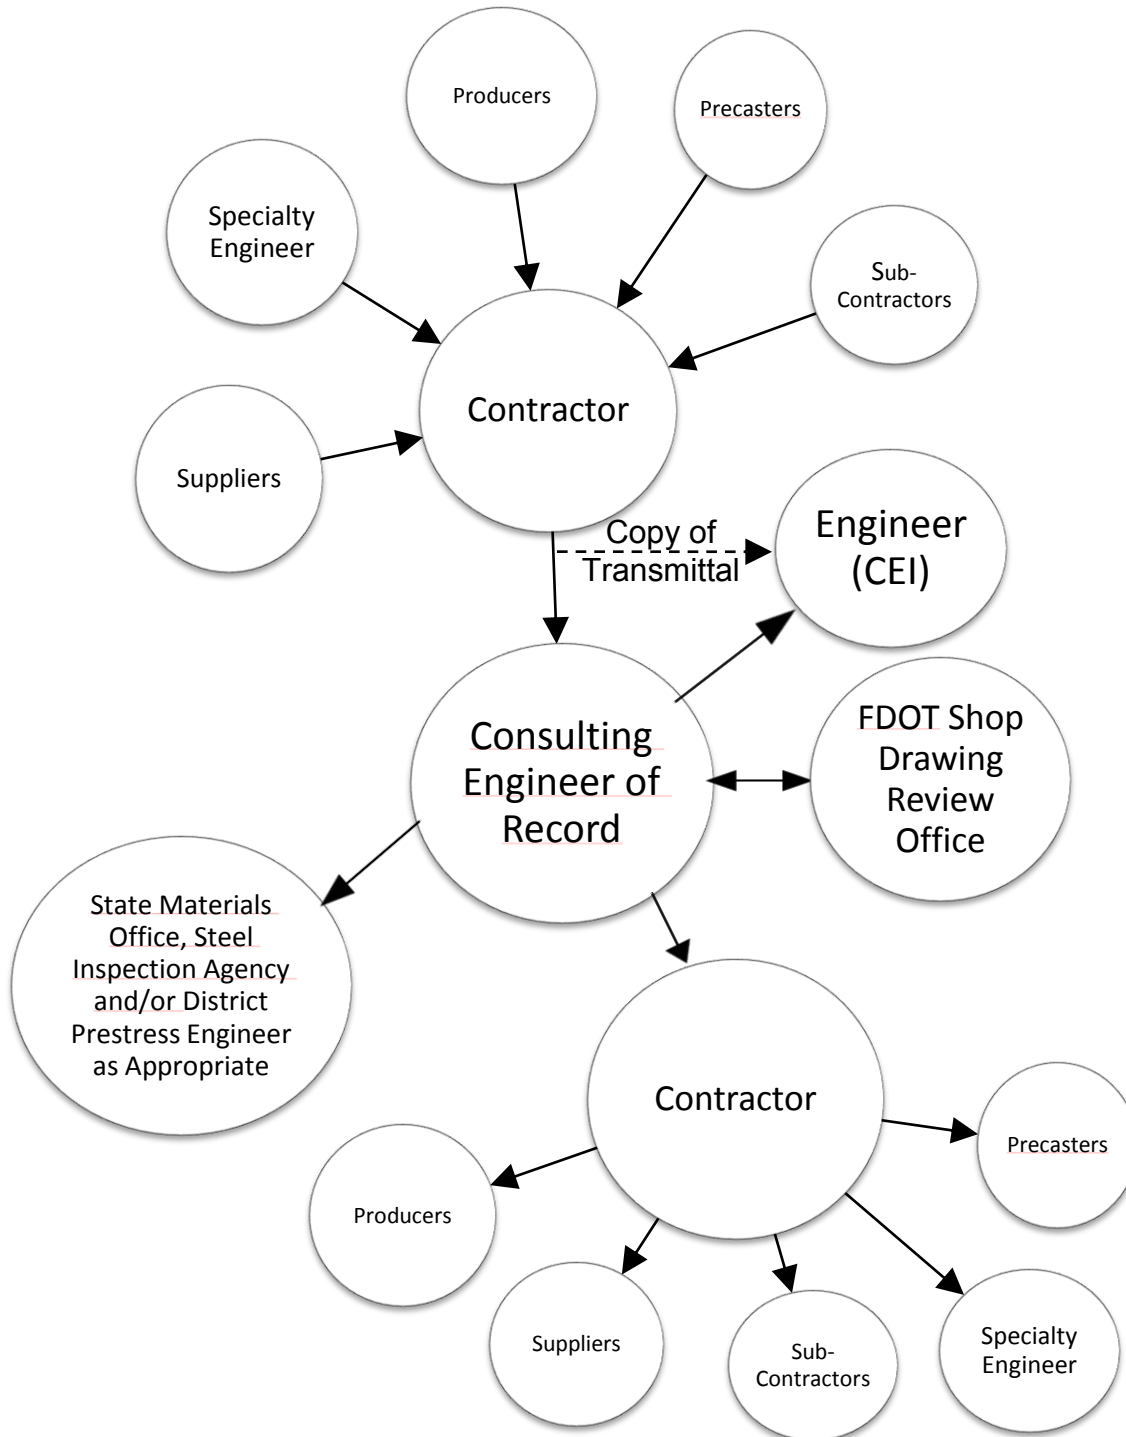 Producers
Precasters
Specialty
Engineer
Sub-
Contractors
Contractor
Suppliers
Copy of
Transmittal
Engineer
(CEI)
Consulting
Engineer of
Record
FDOT Shop
Drawing
Review
Office
State Materials
Office, Steel
Inspection Agency
and/or District
Prestress Engineer
as Appropriate
Contractor
Precasters
Producers
Suppliers
Sub-
Contractors
Specialty
Engineer